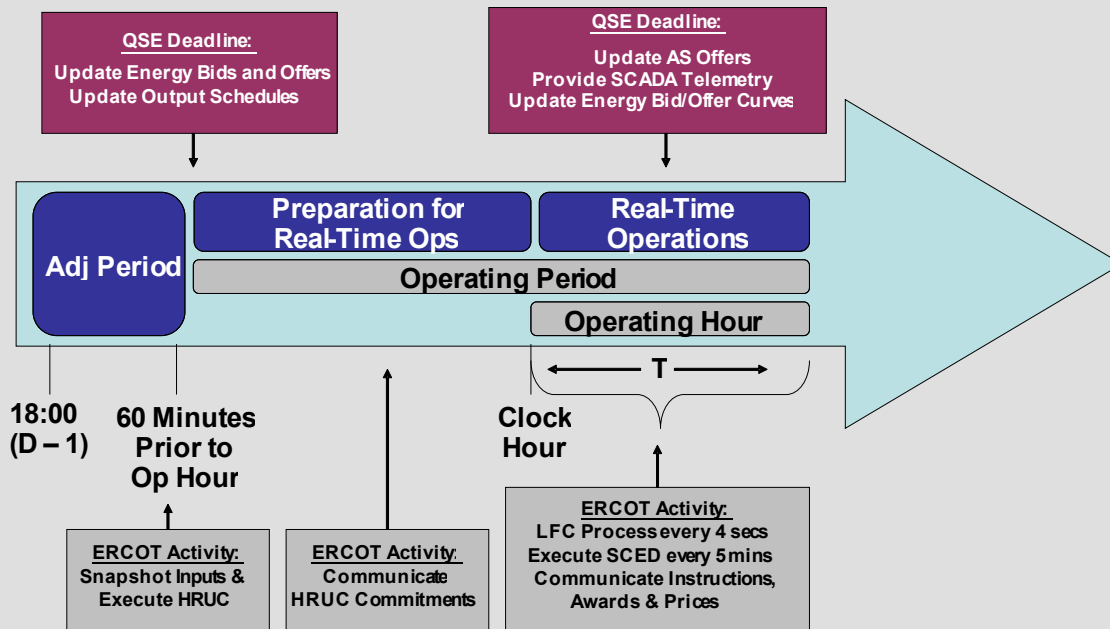 QSE Deadline:
Update Energy Bids and Offers
Update Output Schedules
QSE Deadline:
Update AS Offers
Provide SCADA Telemetry
Update Energy Bid/Offer Curves
Adj Period
Preparation for
Real-Time Ops
Real-Time
Operations
Operating Period
Operating Hour
T
18:00
(D – 1)
60 Minutes
Prior to
Op Hour
Clock
Hour
ERCOT Activity:
Snapshot Inputs &
Execute HRUC
ERCOT Activity:
Communicate
HRUC Commitments
ERCOT Activity:
LFC Process every 4 secs
Execute SCED every 5 mins
Communicate Instructions,
Awards & Prices